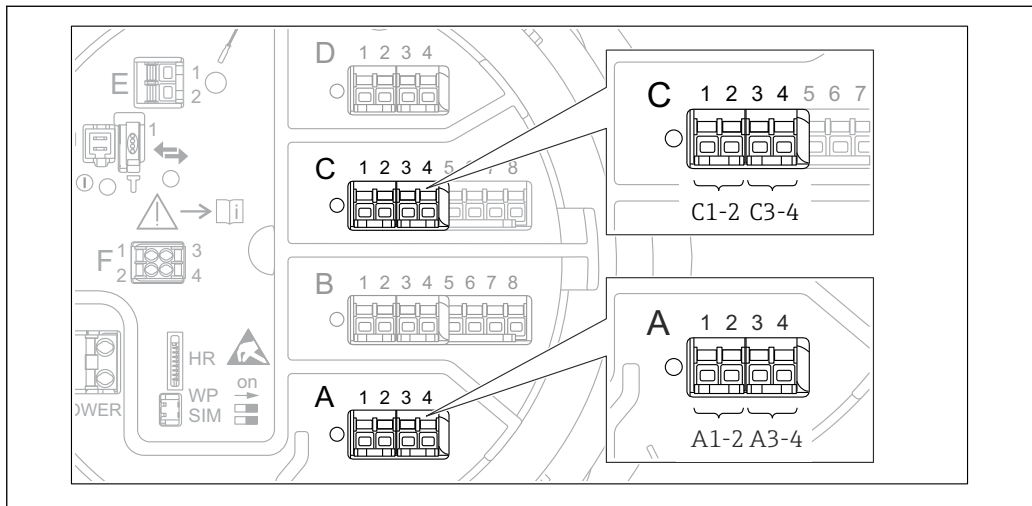 D 1 2 3 4
E 1
2
1
C 1 2 3 4 5 7 8
F 1 3
2 4
B 1 2 3 4 5 6 7 8
HR
WP on
SIM
OWER
A 1 2 3 4
C 1 2 3 4 5 6 7
C1-2 C3-4
A 1 2 3 4
A1-2 A3-4